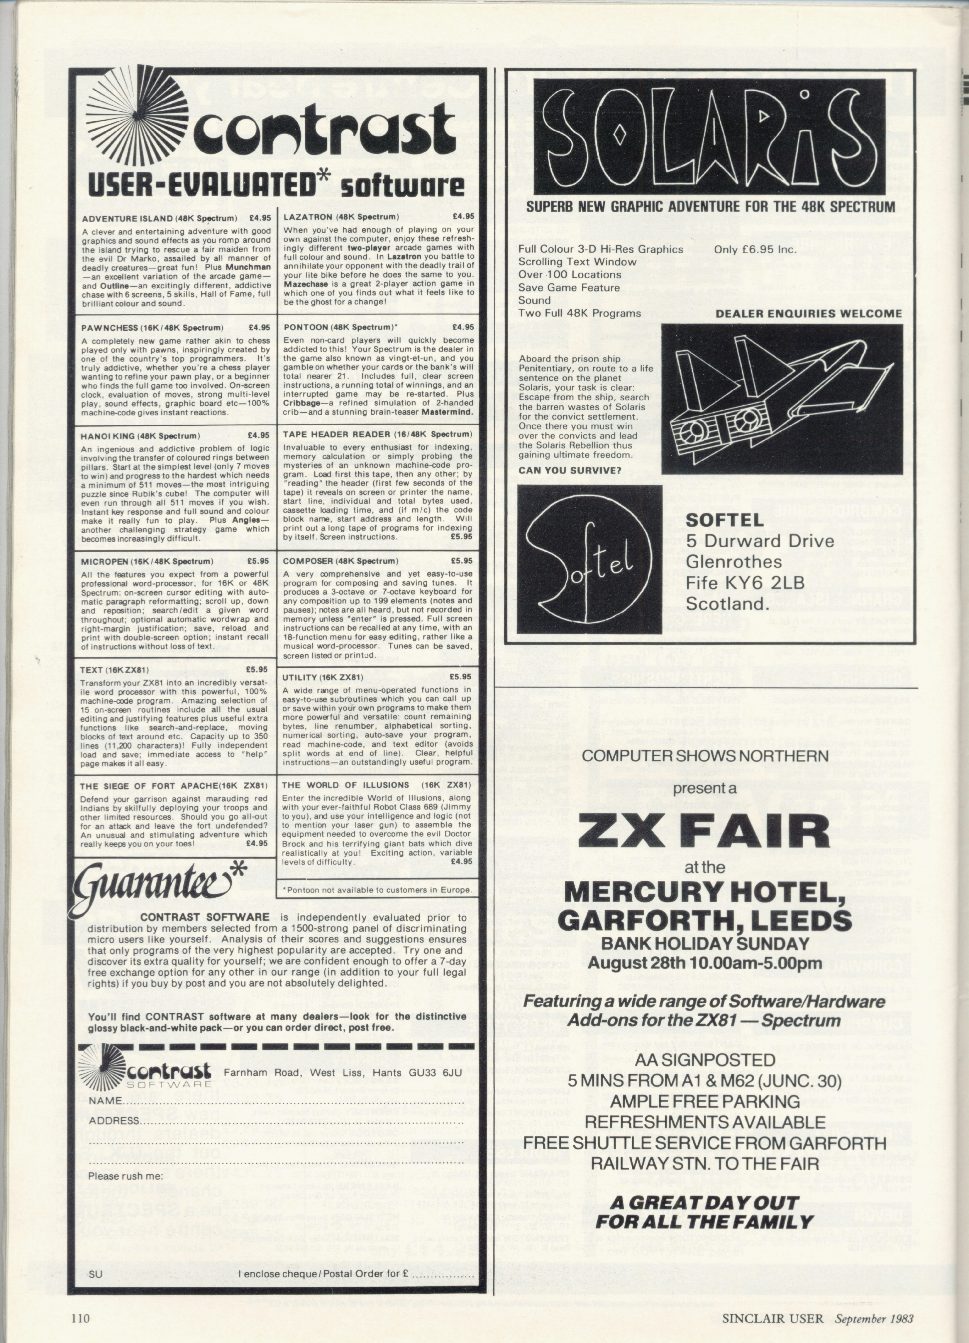 contrast
USER-EVALUATED* software
ADVENTURE ISLAND (48K Spectrum) £4.95
A clever and entertaining adventure with good
graphics and sound effects as you romp around
the island trying to rescue a fair maiden from
the evil Dr Marko, assailed by all manner of
deadly creatures—great fun! Plus Munchman
—an excellent variation of the arcade game—
and Outline—an excitingly different, addictive
chase with 6 screens, 5 skills, Hall of Fame, full
brilliant colour and sound.
PAWNCHESS (16K/48K Spectrum) £4.95
A completely new game rather akin to chess
played only with pawns, inspiringly created by
one of the country's top programmers. It's
truly addictive, whether you're a chess player
wanting to refine your pawn play, or a beginner
who finds the full game too involved. On-screen
clock, evaluation of moves, strong multi-level
play, sound effects, graphic board etc—100%
machine-code gives instant reactions.
HANOI KING (48K Spectrum) £4.95
An ingenious and addictive problem of logic
involving the transfer of coloured rings between
pillars. Start at the simplest level (only 7 moves
to win) and progress to the hardest which needs
a minimum of 511 moves—the most intriguing
puzzle since Rubik's cube! The computer will
even run through all 511 moves if you wish.
Instant key response and full sound and colour
make it really fun to play. Plus Angles—
another challenging strategy game which
becomes increasingly difficult.
MICROPEN (16K/48K Spectrum) £5.95
All the features you expect from a powerful
professional word-processor, for 16K or 48K
Spectrum: on-screen cursor editing with auto-
matic paragraph reformatting; scroll up, down
and reposition; search/edit a given word
throughout; optional automatic wordwrap and
right-margin justification; save, reload and
print with double-screen option; instant recall
of instructions without loss of text.
TEXT (16K ZX81) £5.95
Transform your ZX81 into an incredibly versat-
ile word processor with this powerful, 100%
machine-code program. Amazing selection of
15 on-screen routines include all the usual
editing and justifying features plus useful extra
functions like search-and-replace, moving
blocks of text around etc. Capacity up to 350
lines (11,200 characters)! Fully independent
load and save; immediate access to "help"
page makes it all easy.
THE SIEGE OF FORT APACHE(16K ZX81)
Defend your garrison against marauding red
Indians by skilfully deploying your troops and
other limited resources. Should you go all-out
for an attack and leave the fort undefended?
An unusual and stimulating adventure which
really keeps you on your toes! £4.95
LAZATRON (48K Spectrum) £4.95
When you've had enough of playing on your
own against the computer, enjoy these refresh-
ingly different two-player arcade games with
full colour and sound. In Lazatron you battle to
annihilate your opponent with the deadly trail of
your lite bike before he does the same to you.
Mazechase is a great 2-player action game in
which one of you finds out what it feels like to
be the ghost for a change!
PONTOON (48K Spectrum)* £4.95
Even non-card players will quickly become
addicted to this! Your Spectrum is the dealer in
the game also known as vingt-et-un, and you
gamble on whether your cards or the bank's will
total nearer 21. Includes full, clear screen
instructions, a running total of winnings, and an
interrupted game may be re-started. Plus
Cribbage—a refined simulation of 2-handed
crib—and a stunning brain-teaser Mastermind.
TAPE HEADER READER (16/48K Spectrum)
Invaluable to every enthusiast for indexing,
memory calculation or simply probing the
mysteries of an unknown machine-code pro-
gram. Load first this tape, then any other; by
"reading" the header (first few seconds of the
tape) it reveals on screen or printer the name,
start line, individual and total bytes used,
cassette loading time, and (if m/c) the code
block name, start address and length. Will
print out a long tape of programs for indexing
by itself. Screen instructions. £5.95
COMPOSER (48K Spectrum) £5.95
A very comprehensive and yet easy-to-use
program for composing and saving tunes. It
produces a 3-octave or 7-octave keyboard for
any composition up to 199 elements (notes and
pauses); notes are all heard, but not recorded in
memory unless "enter" is pressed. Full screen
instructions can be recalled at any time, with an
18-function menu for easy editing, rather like a
musical word-processor. Tunes can be saved,
screen listed or printed.
UTILITY (16K ZX81) £5.95
A wide range of menu-operated functions in
easy-to-use subroutines which you can call up
or save within your own programs to make them
more powerful and versatile: count remaining
bytes, line renumber, alphabetical sorting,
numerical sorting, auto-save your program,
read machine-code, and text editor (avoids
split words at end of line). Clear, helpful
instructions—an outstandingly useful program.
THE WORLD OF ILLUSIONS (16K ZX81)
Enter the incredible World of Illusions, along
with your ever-faithful Robot Class 689 (Jimmy
to you), and use your intelligence and logic (not
to mention your laser gun) to assemble the
equipment needed to overcome the evil Doctor
Brock and his terrifying giant bats which dive
realistically at you! Exciting action, variable
levels of difficulty. £4.95
*Pontoon not available to customers in Europe.
Guarantee*
CONTRAST SOFTWARE is independently evaluated prior to
distribution by members selected from a 1500-strong panel of discriminating
micro users like yourself. Analysis of their scores and suggestions ensures
that only programs of the very highest popularity are accepted. Try one and
discover its extra quality for yourself; we are confident enough to offer a 7-day
free exchange option for any other in our range (in addition to your full legal
rights) if you buy by post and you are not absolutely delighted.
You'll find CONTRAST software at many dealers—look for the distinctive
glossy black-and-white pack—or you can order direct, post free.
contrast
SOFTWARE
Farnham Road, West Liss, Hants GU33 6JU
NAME
ADDRESS
Please rush me:
SU I enclose cheque/Postal Order for £
SOLARiS
SUPERB NEW GRAPHIC ADVENTURE FOR THE 48K SPECTRUM
Full Colour 3-D Hi-Res Graphics Only £6.95 Inc.
Scrolling Text Window
Over 100 Locations
Save Game Feature
Sound
Two Full 48K Programs DEALER ENQUIRIES WELCOME
Aboard the prison ship
Penitentiary, on route to a life
sentence on the planet
Solaris, your task is clear:
Escape from the ship, search
the barren wastes of Solaris
for the convict settlement.
Once there you must win
over the convicts and lead
the Solaris Rebellion thus
gaining ultimate freedom.
CAN YOU SURVIVE?
Softel
SOFTEL
5 Durward Drive
Glenrothes
Fife KY6 2LB
Scotland.
COMPUTER SHOWS NORTHERN
present a
ZX FAIR
at the
MERCURY HOTEL,
GARFORTH, LEEDS
BANK HOLIDAY SUNDAY
August 28th 10.00am-5.00pm
Featuring a wide range of Software/Hardware
Add-ons for the ZX81 — Spectrum
AA SIGNPOSTED
5 MINS FROM A1 & M62 (JUNC. 30)
AMPLE FREE PARKING
REFRESHMENTS AVAILABLE
FREE SHUTTLE SERVICE FROM GARFORTH
RAILWAY STN. TO THE FAIR
A GREAT DAY OUT
FOR ALL THE FAMILY
110 SINCLAIR USER September 1983